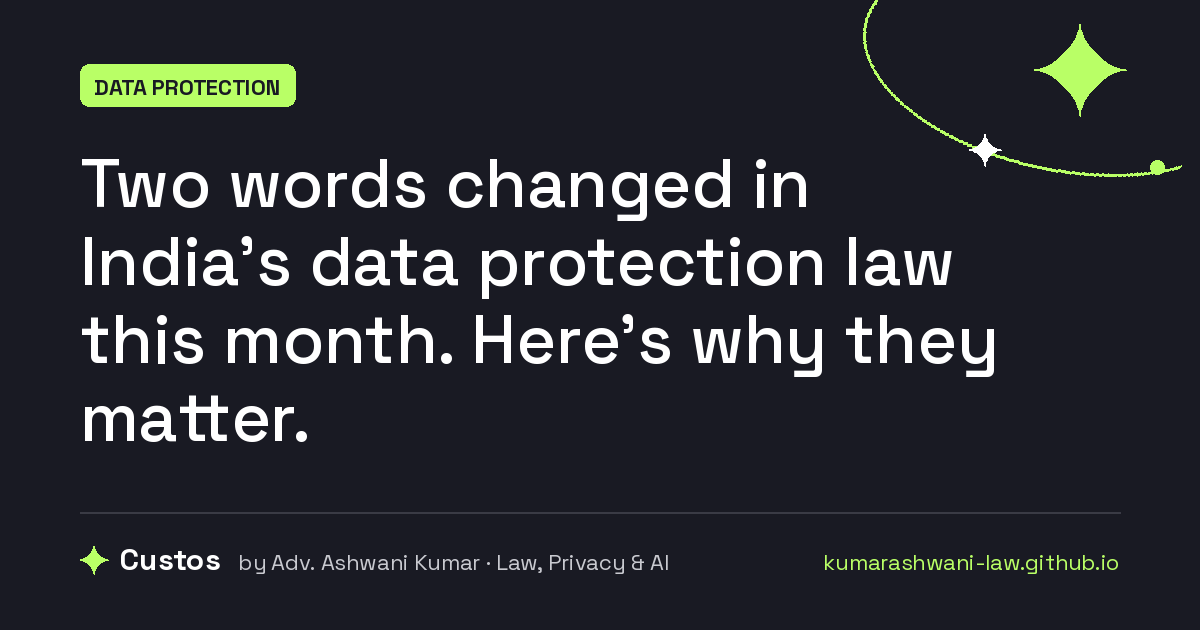 DATA PROTECTION
Two words changed in
India’s data protection law
this month. Here’s why they
matter.
Custos by Adv. Ashwani Kumar · Law, Privacy & AI
kumarashwani-law.github.io